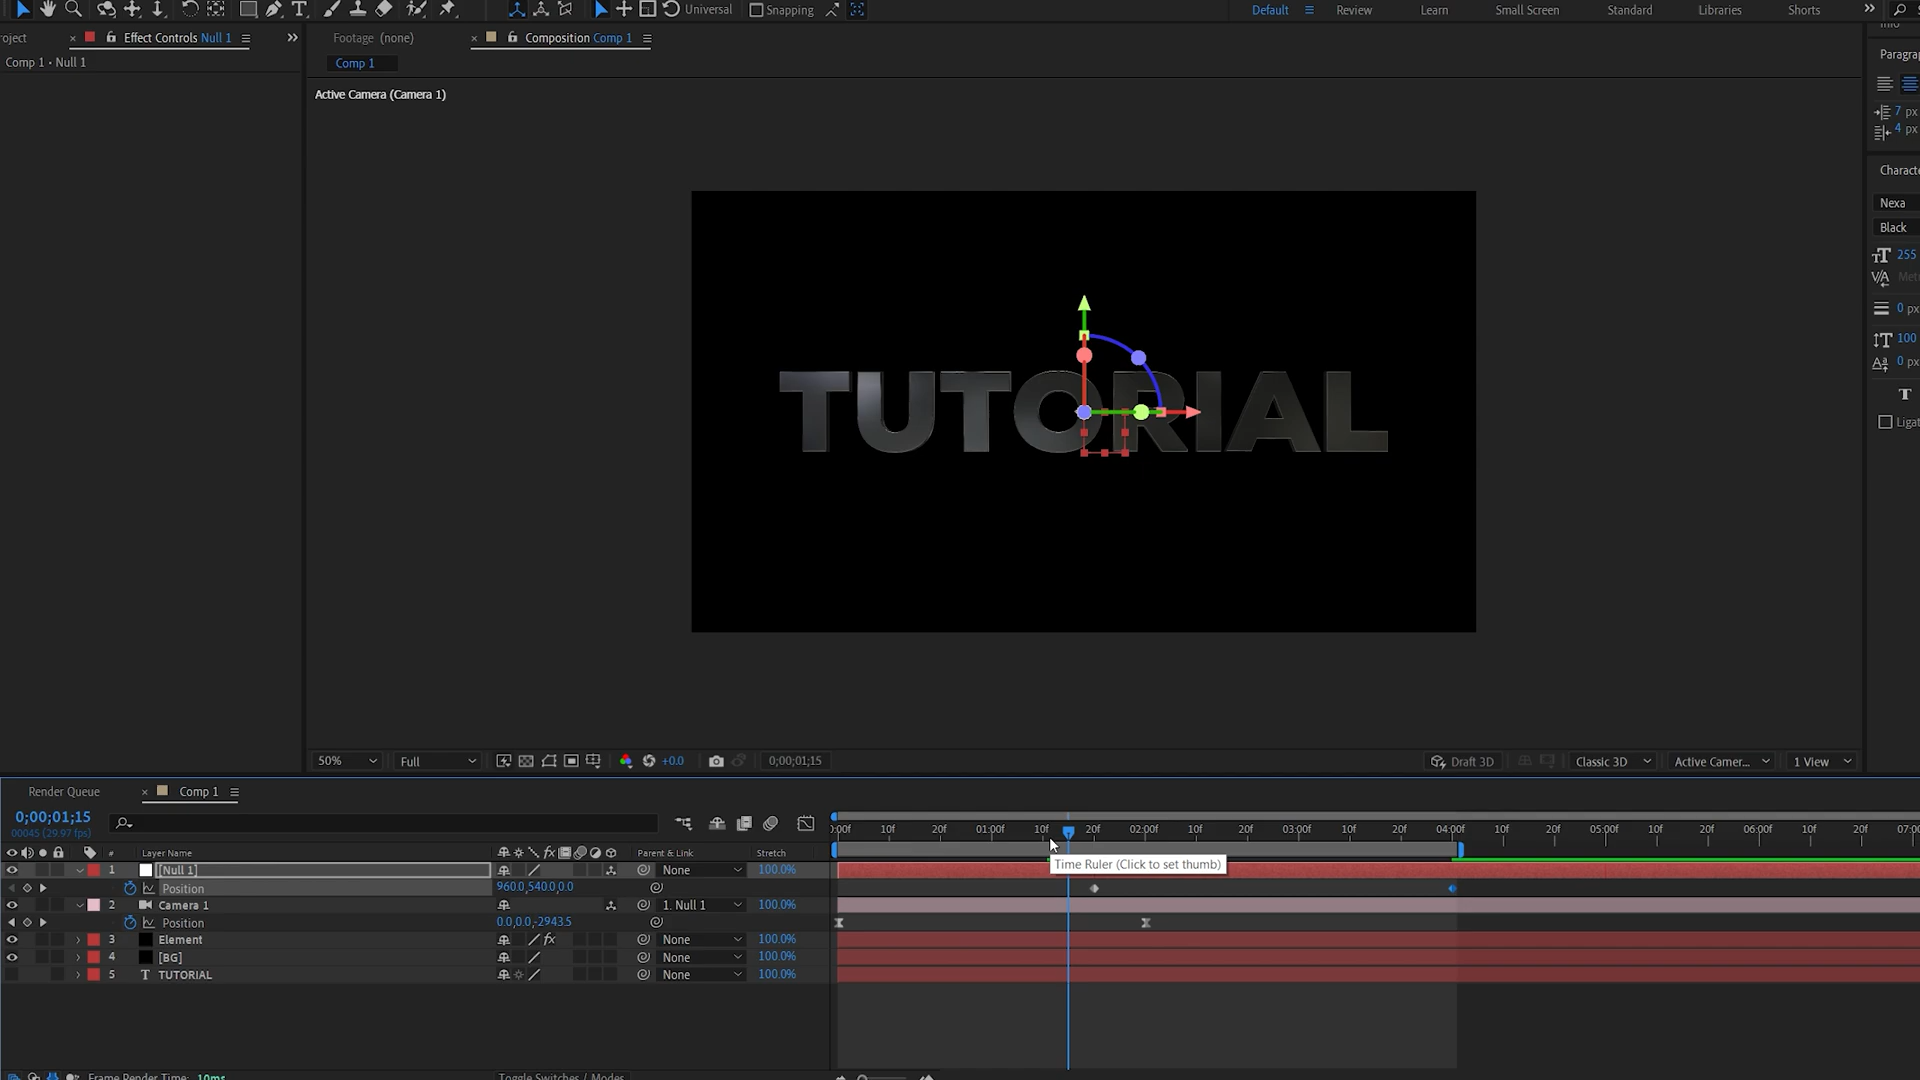 Universal
Snapping
Default
Review
Learn
Small Screen
Standard
Libraries
Shorts
roject
Effect Controls Null 1
Footage (none)
Composition Comp 1
Info
Paragrap
Comp 1 • Null 1
Comp 1
Active Camera (Camera 1)
7 px
4 px
Characte
Nexa
Black
255
Met
0 px
100
0 px
T
Ligat
TUTORIAL
50%
Full
+0.0
0;00;01;15
Draft 3D
Classic 3D
Active Camer...
1 View
Render Queue
Comp 1
0;00;01;15
00045 (29.97 fps)
:00f 10f 20f 01:00f 10f 20f 02:00f 10f 20f 03:00f 10f 20f 04:00f 10f 20f 05:00f 10f 20f 06:00f 10f 20f 07:00
# Layer Name fx Parent & Link Stretch
1 [Null 1] None 100.0%
Time Ruler (Click to set thumb)
Position 960.0,540.0,0.0
2 Camera 1 1. Null 1 100.0%
Position 0.0,0.0,-2943.5
3 Element fx None 100.0%
4 [BG] None 100.0%
5 T TUTORIAL None 100.0%
Frame Render Time: 10ms
Toggle Switches / Modes